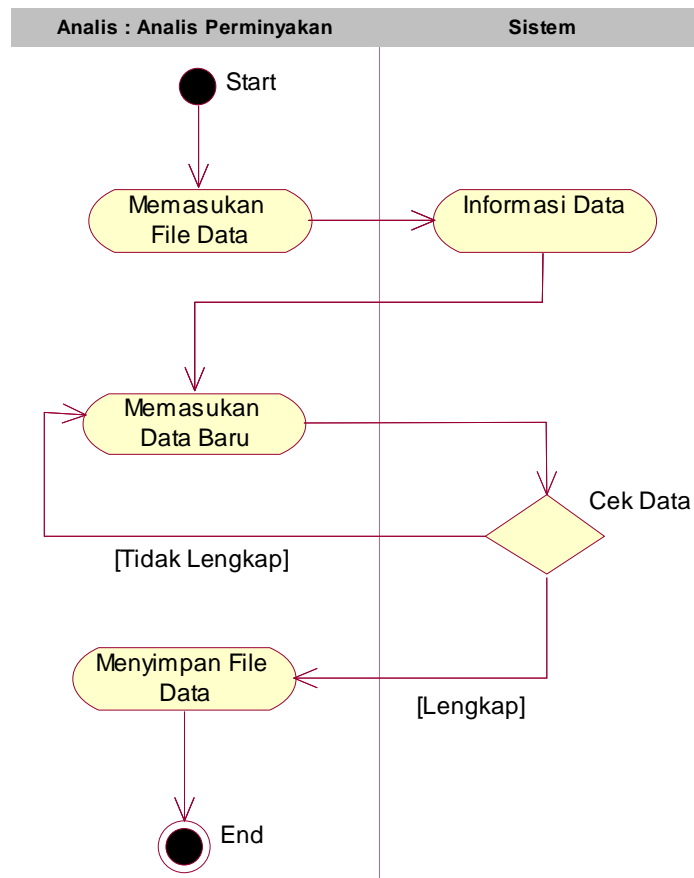 Analis : Analis Perminyakan
Sistem
Start
Memasukan
File Data
Informasi Data
Memasukan
Data Baru
Cek Data
[Tidak Lengkap]
Menyimpan File
Data
[Lengkap]
End